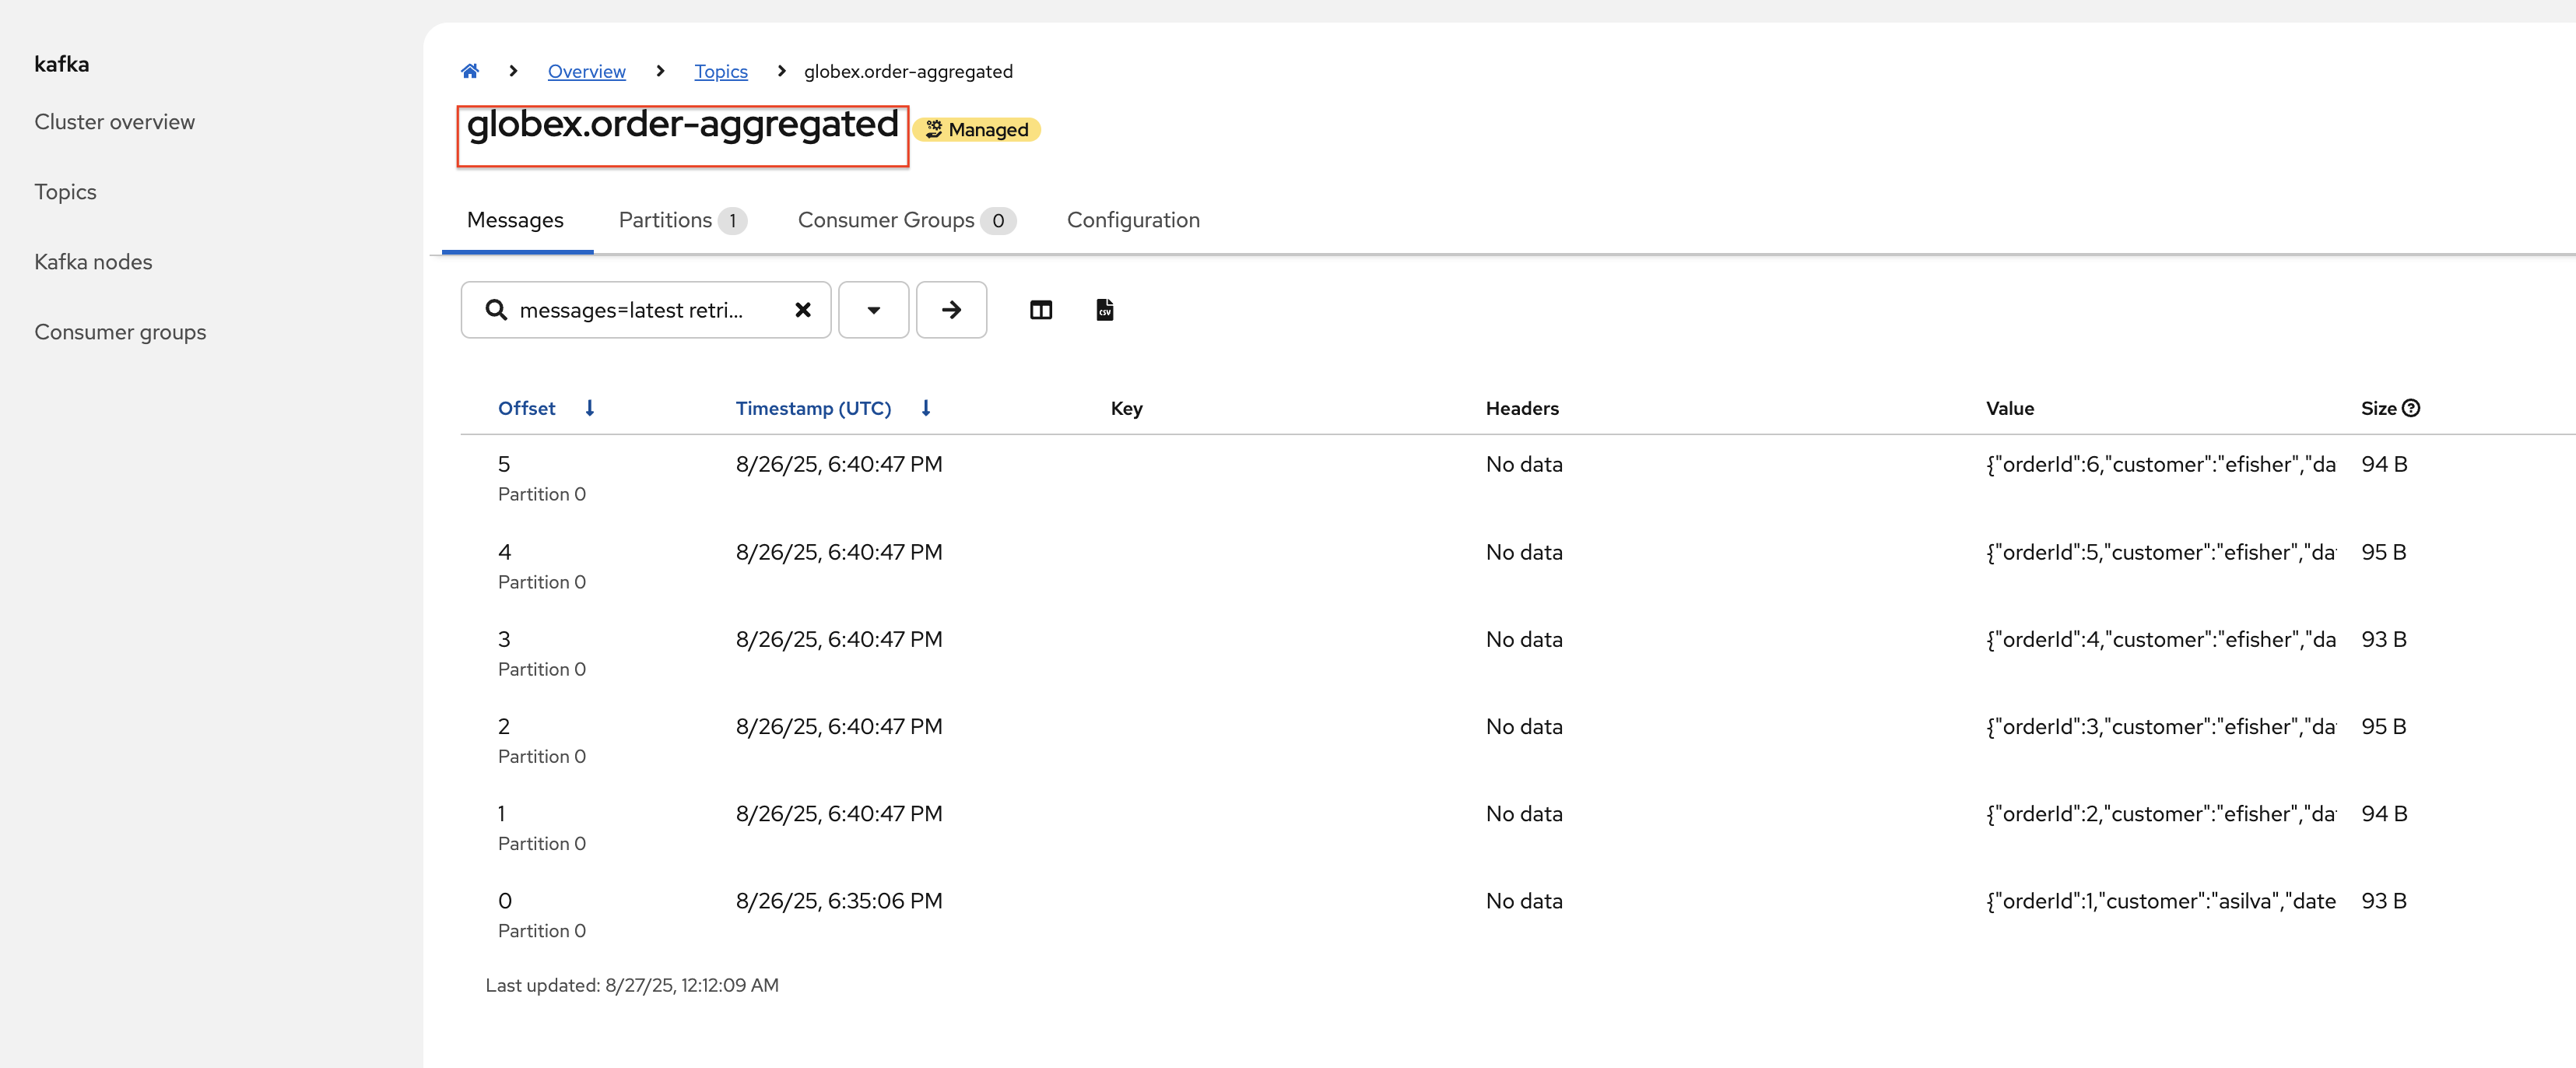 kafka
Cluster overview
Topics
Kafka nodes
Consumer groups
Overview Topics globex.order-aggregated
globex.order-aggregated Managed
Messages Partitions 1 Consumer Groups 0 Configuration
messages=latest retri...
CSV
Offset Timestamp (UTC) Key Headers Value Size
5 8/26/25, 6:40:47 PM No data {"orderId":6,"customer":"efisher","da 94 B
Partition 0
4 8/26/25, 6:40:47 PM No data {"orderId":5,"customer":"efisher","da 95 B
Partition 0
3 8/26/25, 6:40:47 PM No data {"orderId":4,"customer":"efisher","da 93 B
Partition 0
2 8/26/25, 6:40:47 PM No data {"orderId":3,"customer":"efisher","da 95 B
Partition 0
1 8/26/25, 6:40:47 PM No data {"orderId":2,"customer":"efisher","da 94 B
Partition 0
0 8/26/25, 6:35:06 PM No data {"orderId":1,"customer":"asilva","date 93 B
Partition 0
Last updated: 8/27/25, 12:12:09 AM